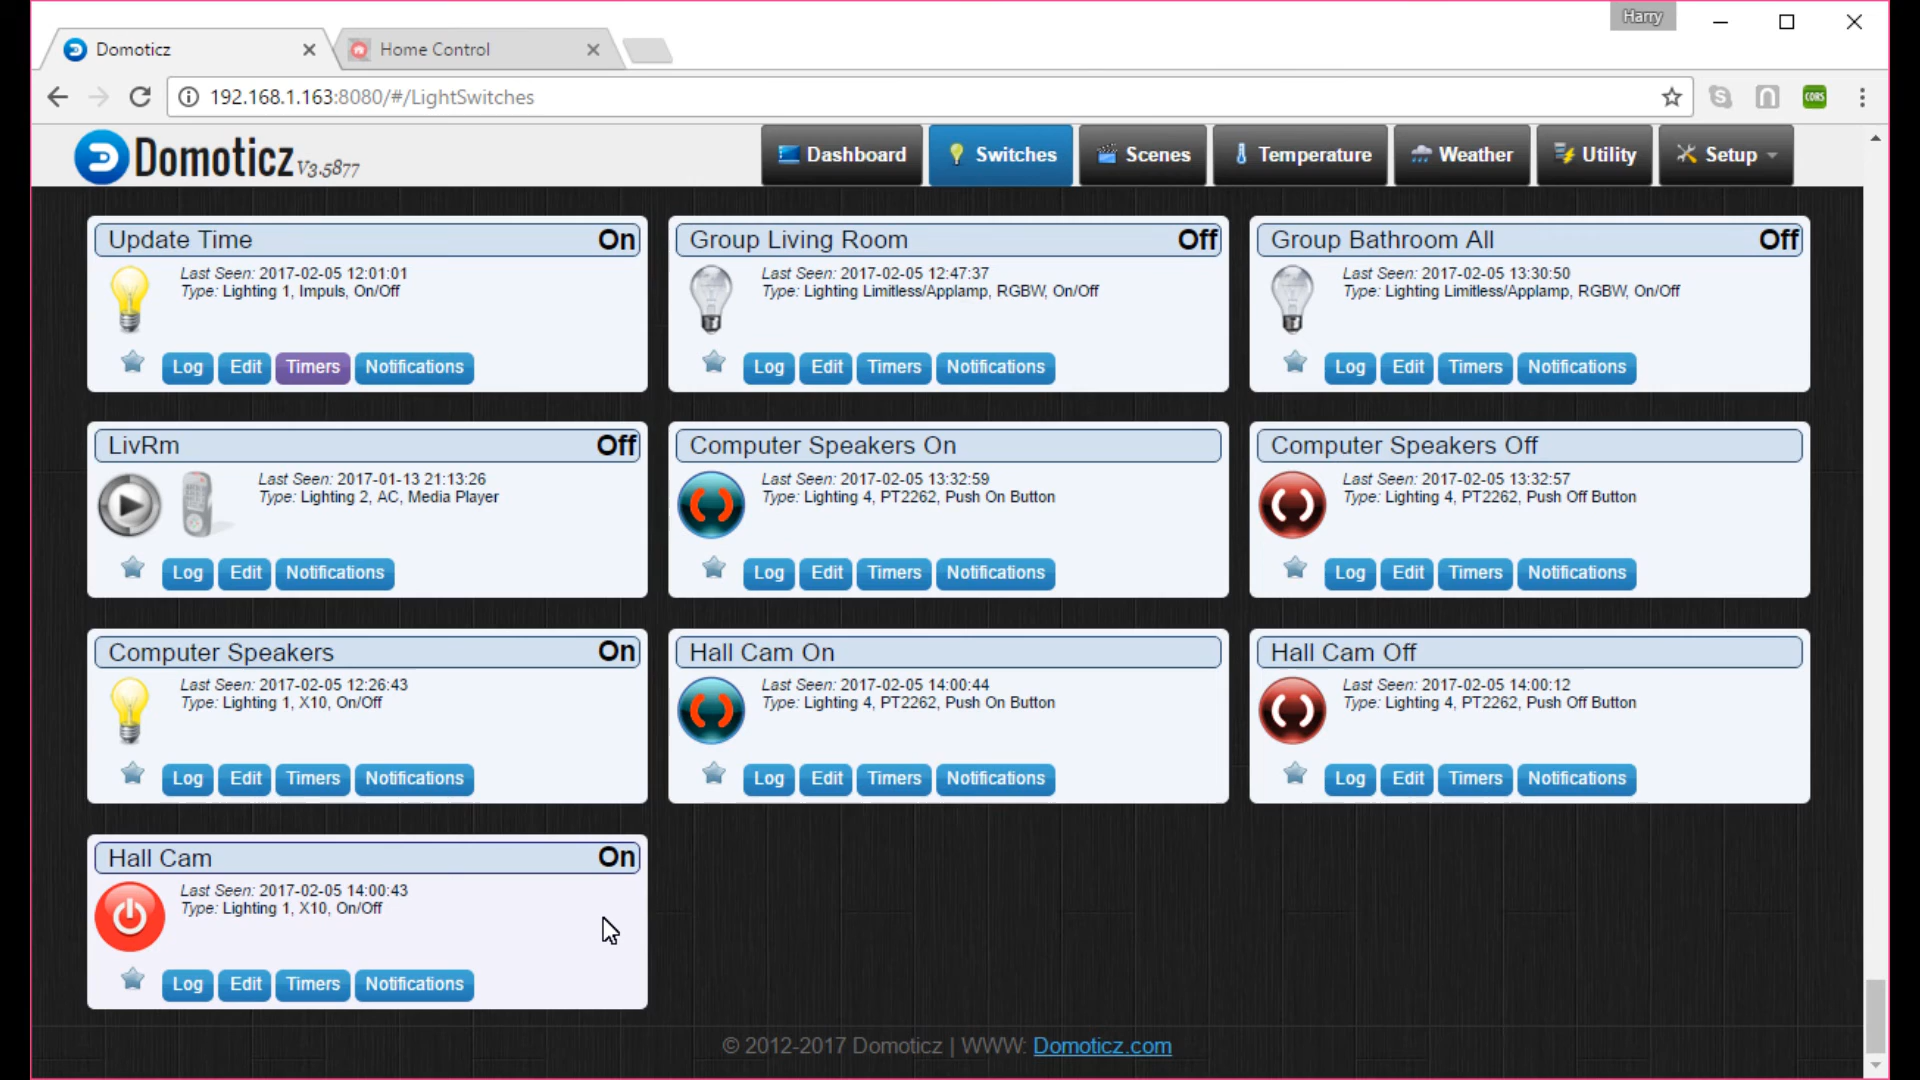 Harry
Domoticz
Home Control
192.168.1.163:8080/#/LightSwitches
CORS
Domoticz V3.5877
Dashboard
Switches
Scenes
Temperature
Weather
Utility
Setup
Update Time On
Last Seen: 2017-02-05 12:01:01
Type: Lighting 1, Impuls, On/Off
Log Edit Timers Notifications
Group Living Room Off
Last Seen: 2017-02-05 12:47:37
Type: Lighting Limitless/Applamp, RGBW, On/Off
Log Edit Timers Notifications
Group Bathroom All Off
Last Seen: 2017-02-05 13:30:50
Type: Lighting Limitless/Applamp, RGBW, On/Off
Log Edit Timers Notifications
LivRm Off
Last Seen: 2017-01-13 21:13:26
Type: Lighting 2, AC, Media Player
Log Edit Notifications
Computer Speakers On
Last Seen: 2017-02-05 13:32:59
Type: Lighting 4, PT2262, Push On Button
Log Edit Timers Notifications
Computer Speakers Off
Last Seen: 2017-02-05 13:32:57
Type: Lighting 4, PT2262, Push Off Button
Log Edit Timers Notifications
Computer Speakers On
Last Seen: 2017-02-05 12:26:43
Type: Lighting 1, X10, On/Off
Log Edit Timers Notifications
Hall Cam On
Last Seen: 2017-02-05 14:00:44
Type: Lighting 4, PT2262, Push On Button
Log Edit Timers Notifications
Hall Cam Off
Last Seen: 2017-02-05 14:00:12
Type: Lighting 4, PT2262, Push Off Button
Log Edit Timers Notifications
Hall Cam On
Last Seen: 2017-02-05 14:00:43
Type: Lighting 1, X10, On/Off
Log Edit Timers Notifications
© 2012-2017 Domoticz | WWW: Domoticz.com